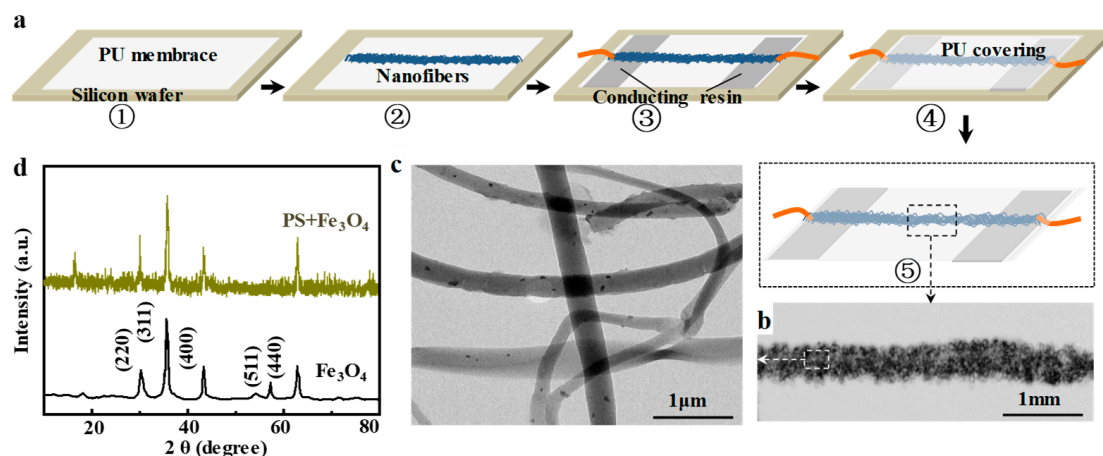 a
PU membrace
Silicon wafer
①
Nanofibers
②
Conducting resin
③
PU covering
④
d
PS+Fe₃O₄
(220)
(311)
(400)
(511)
(440)
Fe₃O₄
Intensity (a.u.)
20
40
60
80
2 θ (degree)
c
1μm
⑤
b
1mm